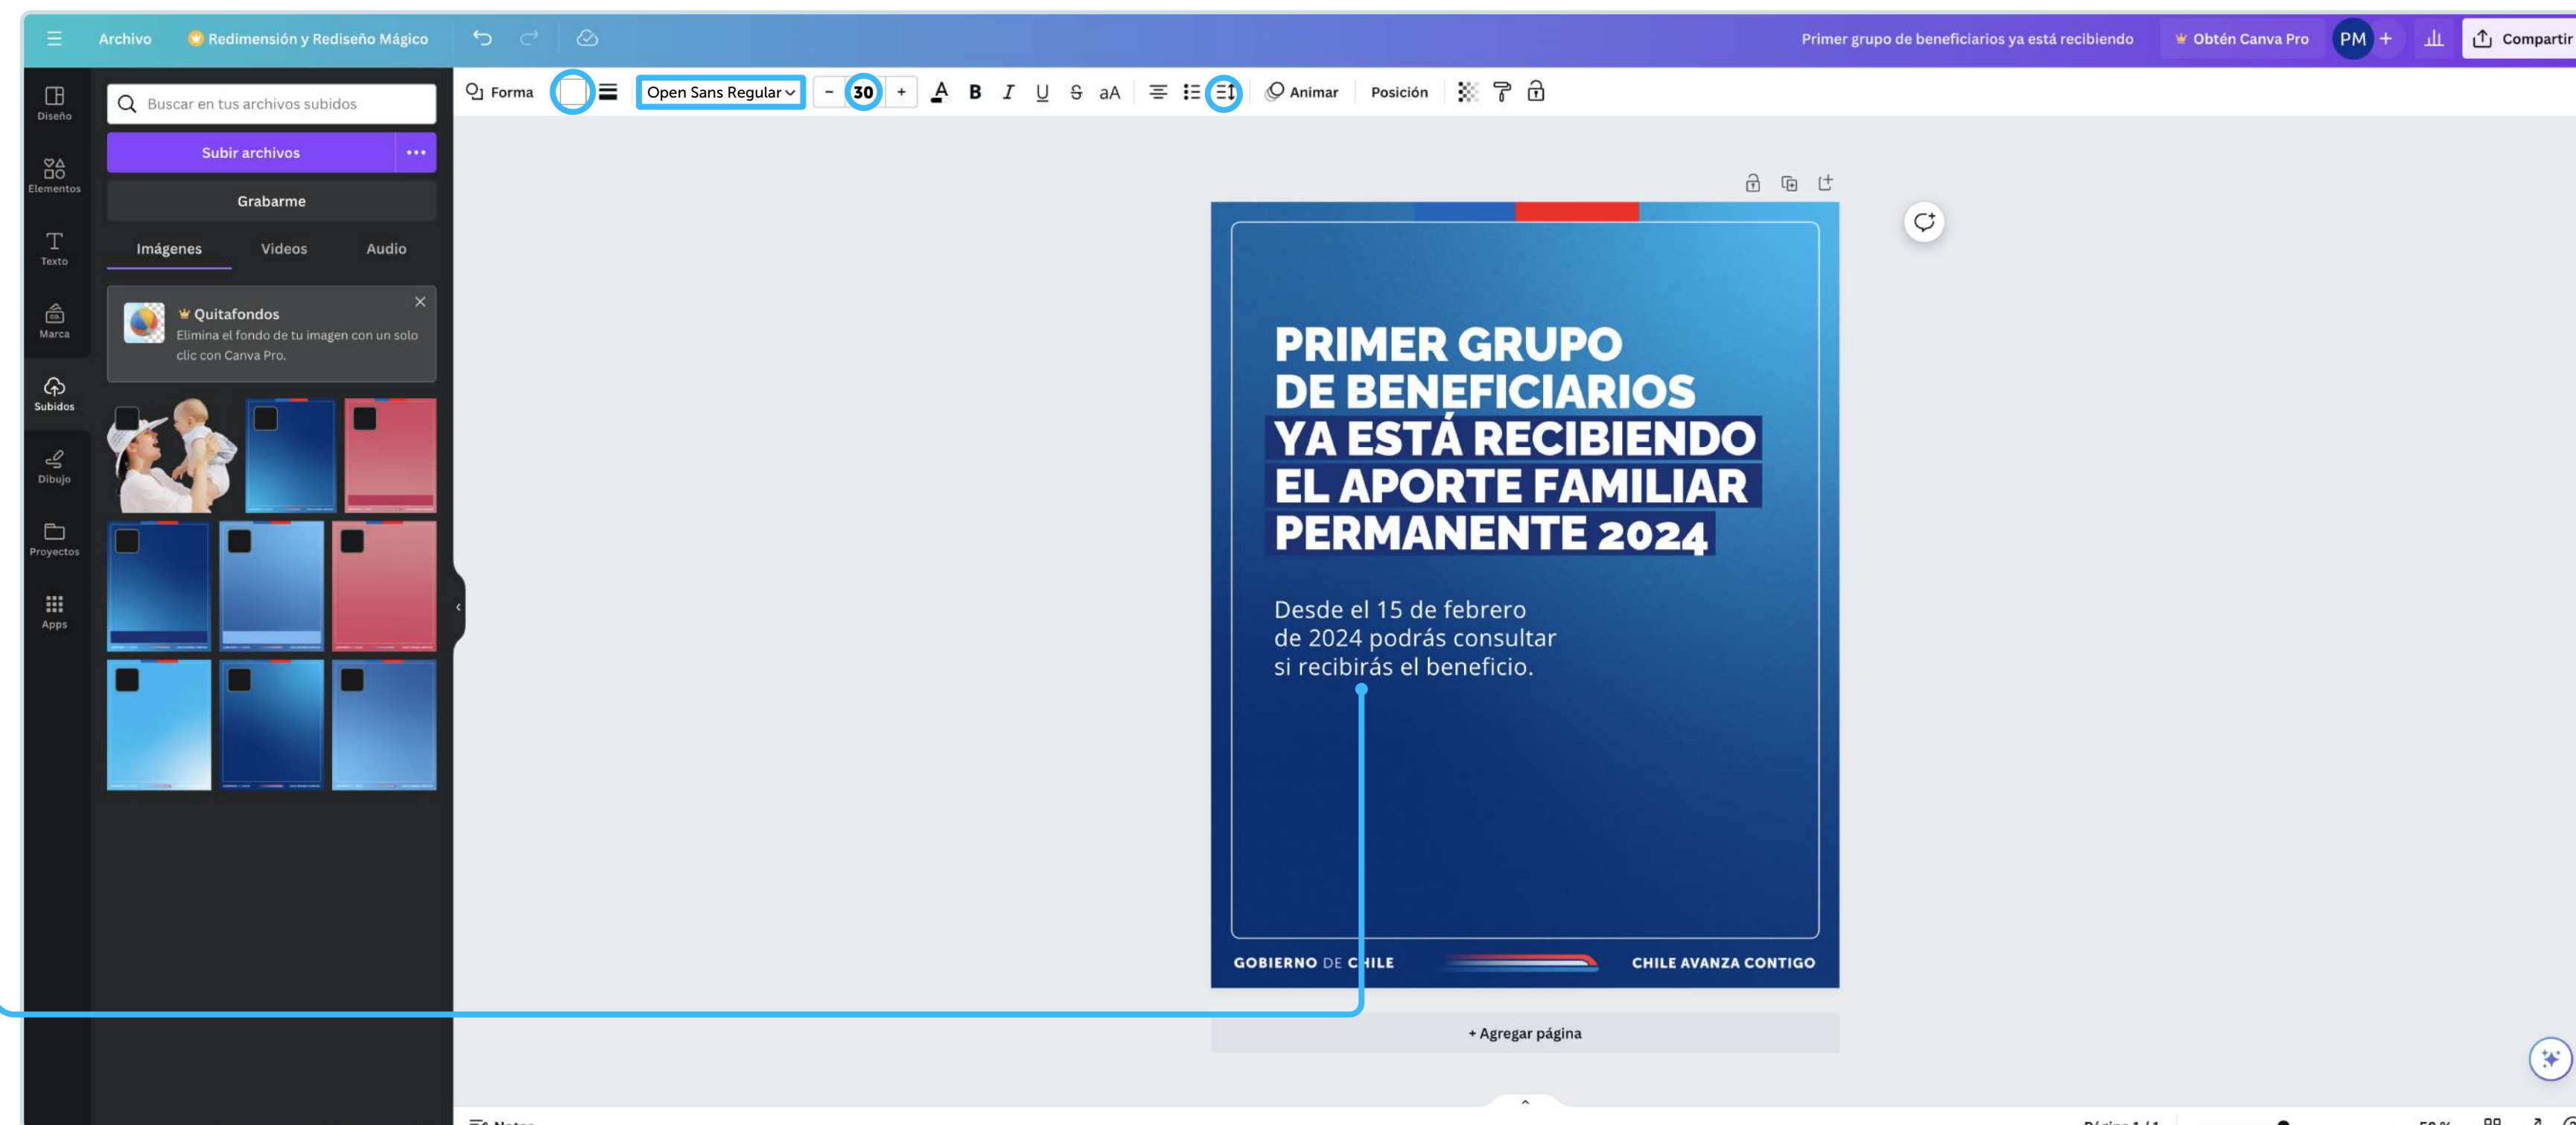 Archivo
Redimensión y Rediseño Mágico
Primer grupo de beneficiarios ya está recibiendo
Obtén Canva Pro
PM
+
Compartir
Forma
Open Sans Regular
- 30 +
A B I U S aA
Animar
Posición
Diseño
Elementos
Texto
Marca
Subidos
Dibujo
Proyectos
Apps
Buscar en tus archivos subidos
Subir archivos
Grabarme
Imágenes
Videos
Audio
Quitafondos
Elimina el fondo de tu imagen con un solo
clic con Canva Pro.
PRIMER GRUPO
DE BENEFICIARIOS
YA ESTÁ RECIBIENDO
EL APORTE FAMILIAR
PERMANENTE 2024
Desde el 15 de febrero
de 2024 podrás consultar
si recibirás el beneficio.
GOBIERNO DE CHILE
CHILE AVANZA CONTIGO
+ Agregar página
Notas
Página 1 / 1